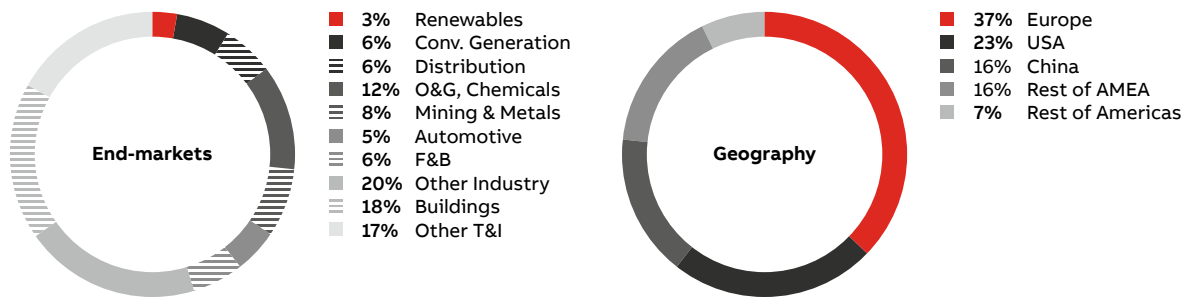 End-markets
3% Renewables
6% Conv. Generation
6% Distribution
12% O&G, Chemicals
8% Mining & Metals
5% Automotive
6% F&B
20% Other Industry
18% Buildings
17% Other T&I
Geography
37% Europe
23% USA
16% China
16% Rest of AMEA
7% Rest of Americas